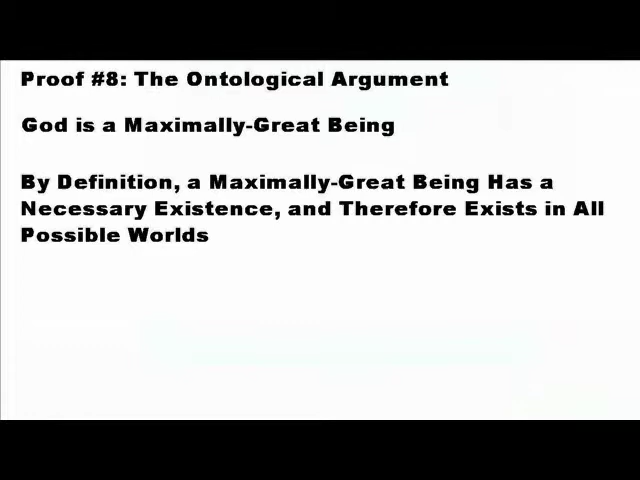 Proof #8: The Ontological Argument
God is a Maximally-Great Being
By Definition, a Maximally-Great Being Has a
Necessary Existence, and Therefore Exists in All
Possible Worlds